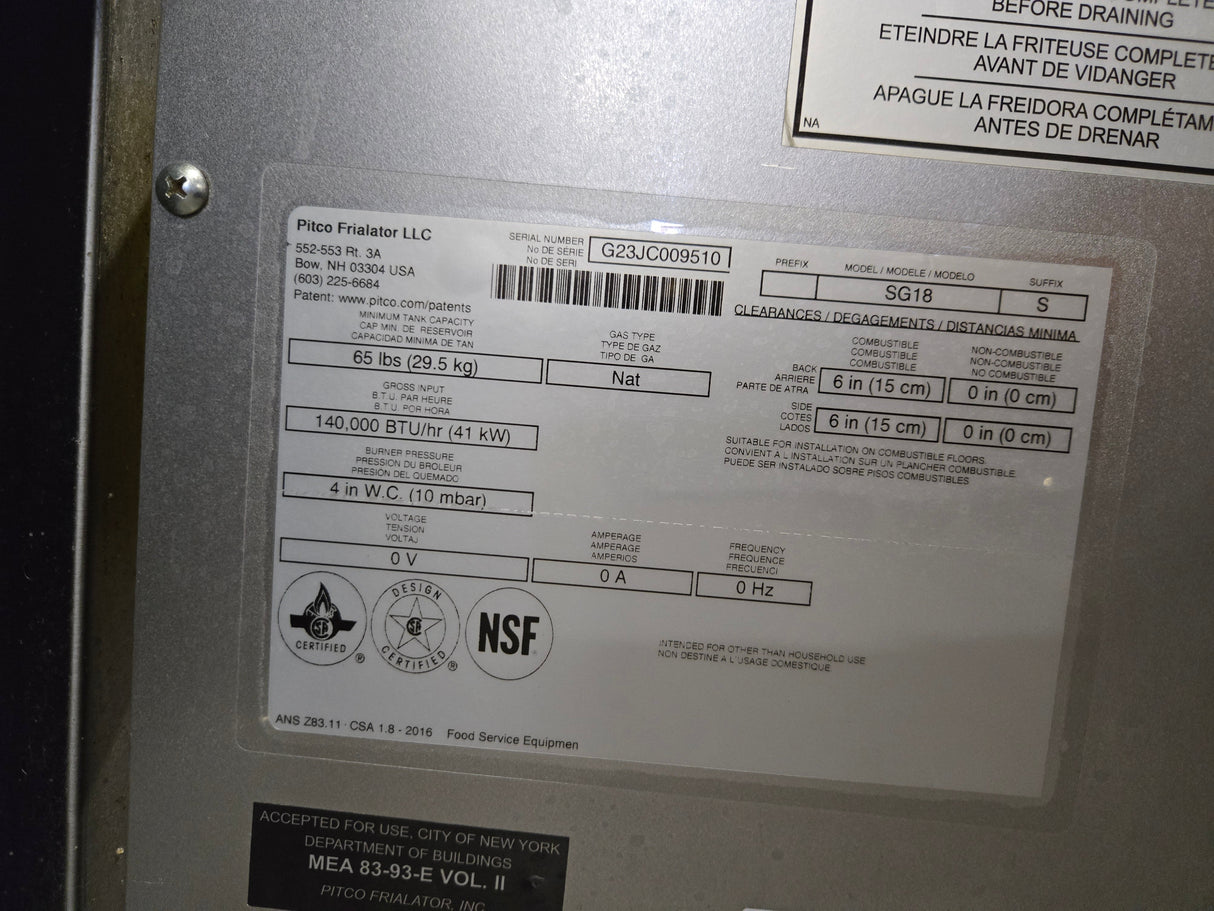 BEFORE DRAINING
ETEINDRE LA FRITEUSE COMPLETE
AVANT DE VIDANGER
APAGUE LA FREIDORA COMPLÉTAM
ANTES DE DRENAR
NA
Pitco Frialator LLC
552-553 Rt. 3A
Bow, NH 03304 USA
(603) 225-6684
Patent: www.pitco.com/patents
SERIAL NUMBER
No DE SÉRIE
No DE SERI
G23JC009510
PREFIX
MODEL / MODELE / MODELO
SUFFIX
SG18
S
MINIMUM TANK CAPACITY
CAP MIN. DE RESERVOIR
CAPACIDAD MINIMA DE TAN
65 lbs (29.5 kg)
GAS TYPE
TYPE DE GAZ
TIPO DE GA
Nat
GROSS INPUT
B.T.U. PAR HEURE
B.T.U. POR HORA
140,000 BTU/hr (41 kW)
BURNER PRESSURE
PRESSION DU BROLEUR
PRESION DEL QUEMADO
4 in W.C. (10 mbar)
VOLTAGE
TENSION
VOLTAJ
0 V
AMPERAGE
AMPERAGE
AMPERIOS
0 A
FREQUENCY
FREQUENCE
FRECUENCI
0 Hz
CLEARANCES / DEGAGEMENTS / DISTANCIAS MINIMA
COMBUSTIBLE
COMBUSTIBLE
COMBUSTIBLE
NON-COMBUSTIBLE
NON-COMBUSTIBLE
NO COMBUSTIBLE
BACK
ARRIERE
PARTE DE ATRA
6 in (15 cm)
0 in (0 cm)
SIDE
COTES
LADOS
6 in (15 cm)
0 in (0 cm)
SUITABLE FOR INSTALLATION ON COMBUSTIBLE FLOORS.
CONVIENT A L INSTALLATION SUR UN PLANCHER COMBUSTIBLE.
PUEDE SER INSTALADO SOBRE PISOS COMBUSTIBLES
CERTIFIED
®
DESIGN
CERTIFIED
®
NSF
INTENDED FOR OTHER THAN HOUSEHOLD USE
NON DESTINE A L'USAGE DOMESTIQUE
ANS Z83.11 · CSA 1.8 - 2016 Food Service Equipmen
ACCEPTED FOR USE, CITY OF NEW YORK
DEPARTMENT OF BUILDINGS
MEA 83-93-E VOL. II
PITCO FRIALATOR, INC